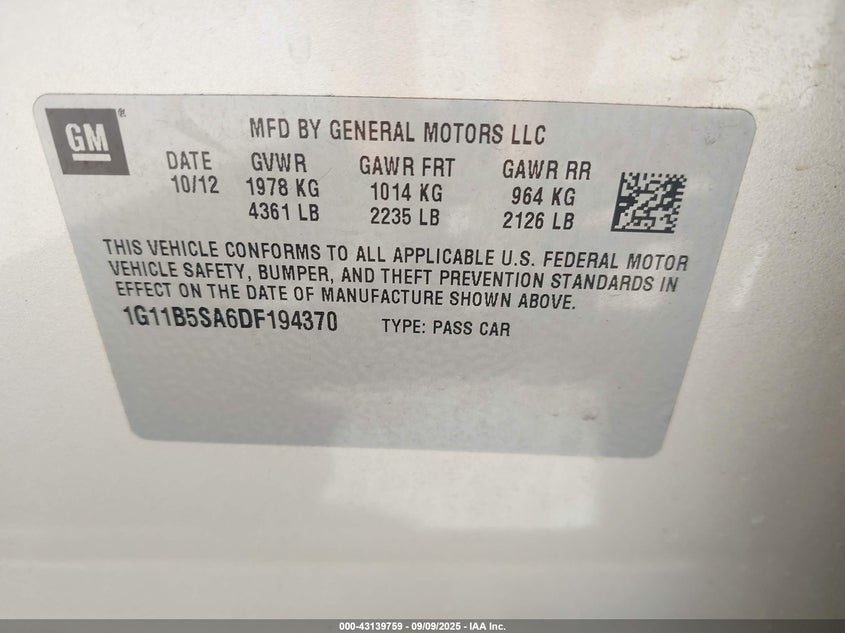 GM ®
MFD BY GENERAL MOTORS LLC
DATE GVWR GAWR FRT GAWR RR
10/12 1978 KG 1014 KG 964 KG
4361 LB 2235 LB 2126 LB
THIS VEHICLE CONFORMS TO ALL APPLICABLE U.S. FEDERAL MOTOR
VEHICLE SAFETY, BUMPER, AND THEFT PREVENTION STANDARDS IN
EFFECT ON THE DATE OF MANUFACTURE SHOWN ABOVE.
1G11B5SA6DF194370 TYPE: PASS CAR
000-43139759 - 09/09/2025 - IAA Inc.